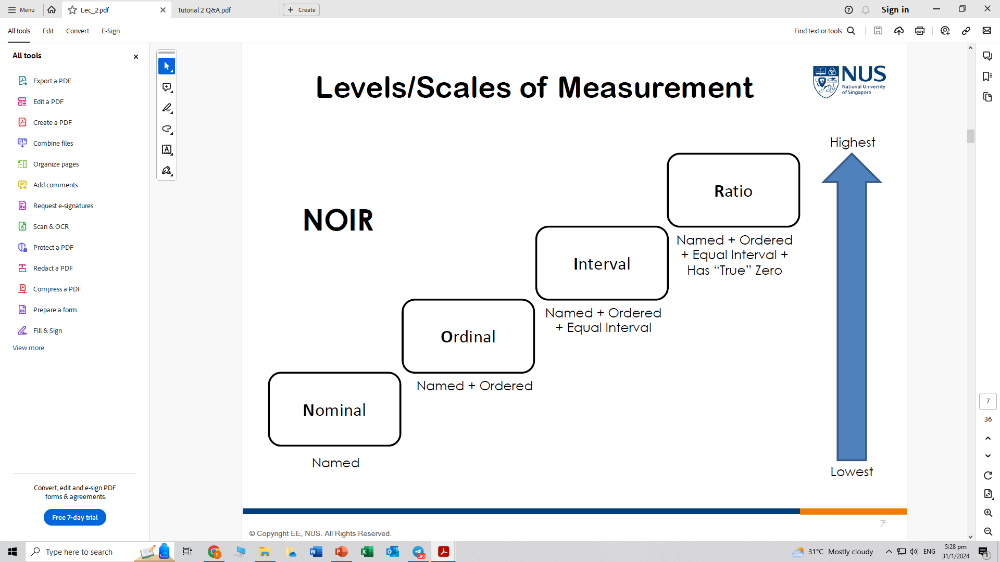 Menu
Lec_2.pdf
Tutorial 2 Q&A.pdf
Create
Sign in
All tools
Edit
Convert
E-Sign
Find text or tools
All tools
Export a PDF
Edit a PDF
Create a PDF
Combine files
Organize pages
Add comments
Request e-signatures
Scan & OCR
Protect a PDF
Redact a PDF
Compress a PDF
Prepare a form
Fill & Sign
View more
Convert, edit and e-sign PDF
forms & agreements.
Free 7-day trial
Levels/Scales of Measurement
NUS
National University
of Singapore
NOIR
Highest
Ratio
Named + Ordered
+ Equal Interval +
Has “True” Zero
Interval
Named + Ordered
+ Equal Interval
Ordinal
Named + Ordered
Nominal
Named
Lowest
7
© Copyright EE, NUS. All Rights Reserved.
7
36
Type here to search
80
31°C Mostly cloudy
ENG
5:28 pm
31/1/2024
1